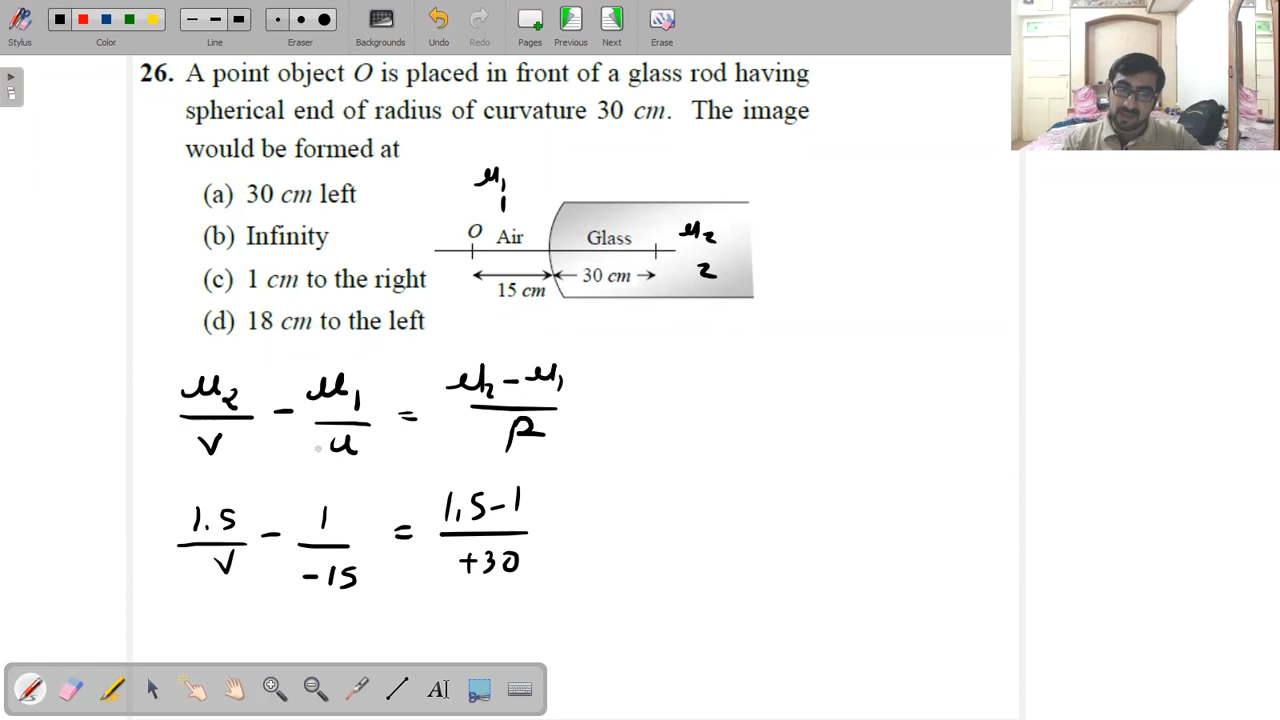 Stylus
Color
Line
Eraser
Backgrounds
Undo
Redo
Pages
Previous
Next
Erase
26. A point object O is placed in front of a glass rod having
spherical end of radius of curvature 30 cm. The image
would be formed at
(a) 30 cm left
(b) Infinity
(c) 1 cm to the right
(d) 18 cm to the left
μ₁
1
O Air
Glass
μ₂
2
15 cm
30 cm
μ₂/v - μ₁/u = μ₂-μ₁/R
1.5/v - 1/-15 = 1.5-1/+30
AI